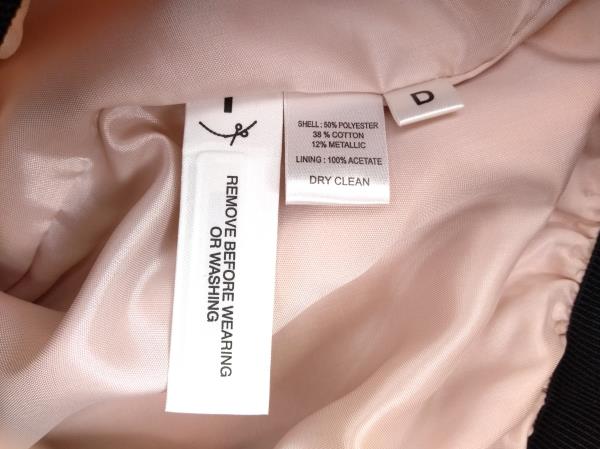 SHELL : 50% POLYESTER
38 % COTTON
12% METALLIC
LINING : 100% ACETATE
DRY CLEAN
D
REMOVE BEFORE WEARING
OR WASHING